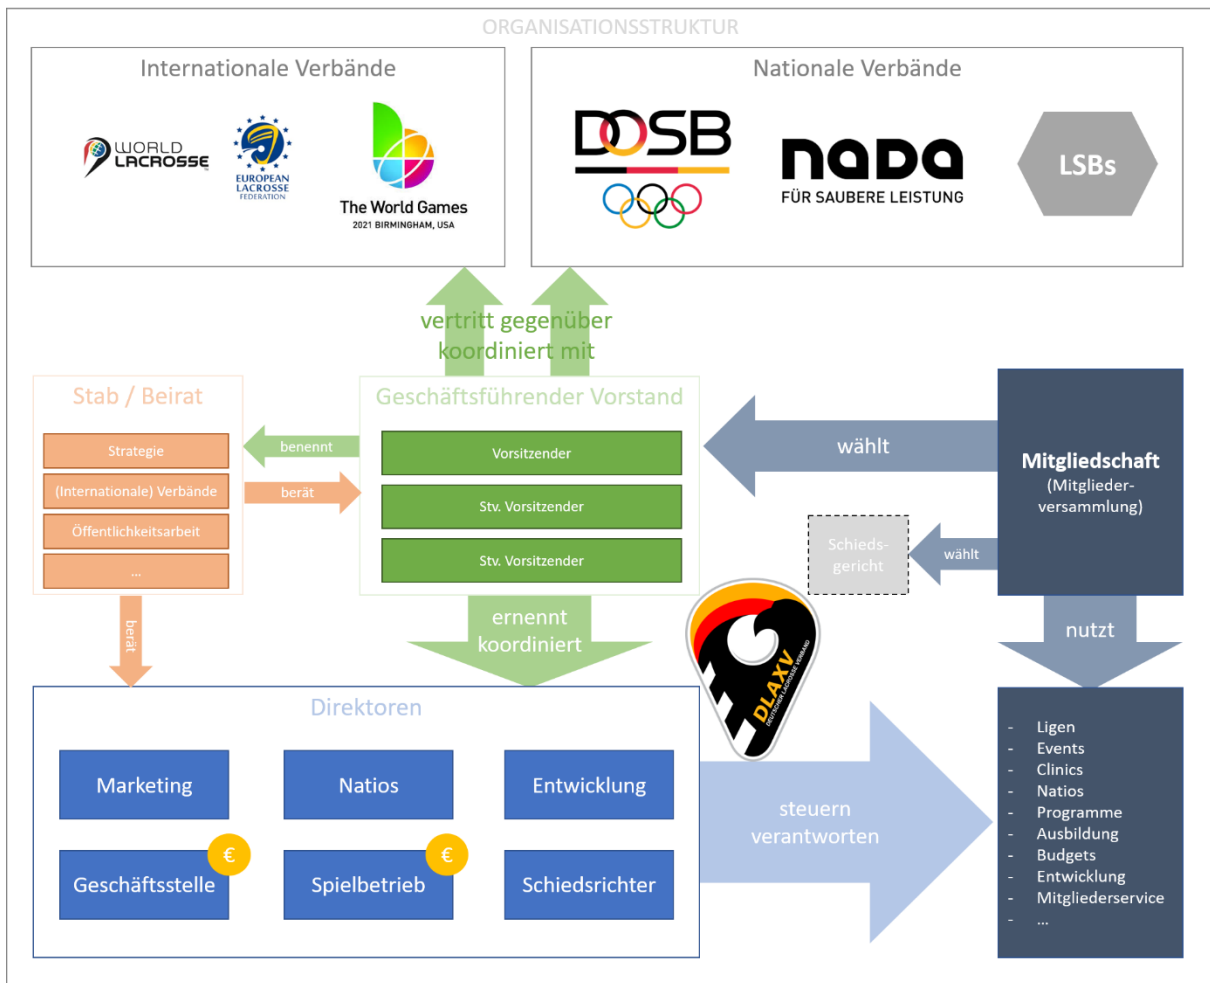 ORGANISATIONSSTRUKTUR
Internationale Verbände
WORLD
LACROSSE
EUROPEAN
LACROSSE
FEDERATION
The World Games
2021 BIRMINGHAM, USA
Nationale Verbände
DOSB
nada
FÜR SAUBERE LEISTUNG
LSBs
vertritt gegenüber
koordiniert mit
Stab / Beirat
Strategie
(Internationale) Verbände
Öffentlichkeitsarbeit
...
benennt
berät
Geschäftsführender Vorstand
Vorsitzender
Stv. Vorsitzender
Stv. Vorsitzender
wählt
Mitgliedschaft
(Mitglieder-
versammlung)
Schieds-
gericht
wählt
berät
ernennt
koordiniert
nutzt
DLAXV
DEUTSCHER LACROSSE VERBAND
Direktoren
Marketing
Natios
Entwicklung
Geschäftsstelle
€
Spielbetrieb
€
Schiedsrichter
steuern
verantworten
- Ligen
- Events
- Clinics
- Natios
- Programme
- Ausbildung
- Budgets
- Entwicklung
- Mitgliederservice
- ...